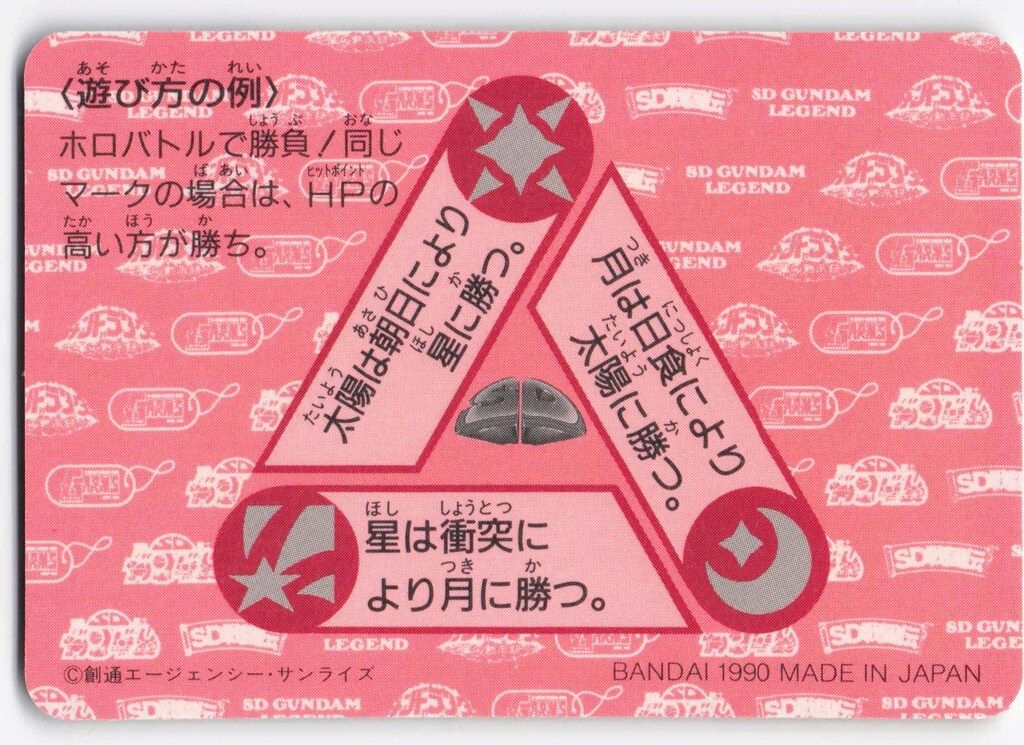 〈遊び方の例〉
ホロバトルで勝負！同じ
マークの場合は、HPの
高い方が勝ち。
太陽は朝日により
星に勝つ。
月は日食により
太陽に勝つ。
星は衝突に
より月に勝つ。
©創通エージェンシー・サンライズ
BANDAI 1990 MADE IN JAPAN
SD GUNDAM
LEGEND